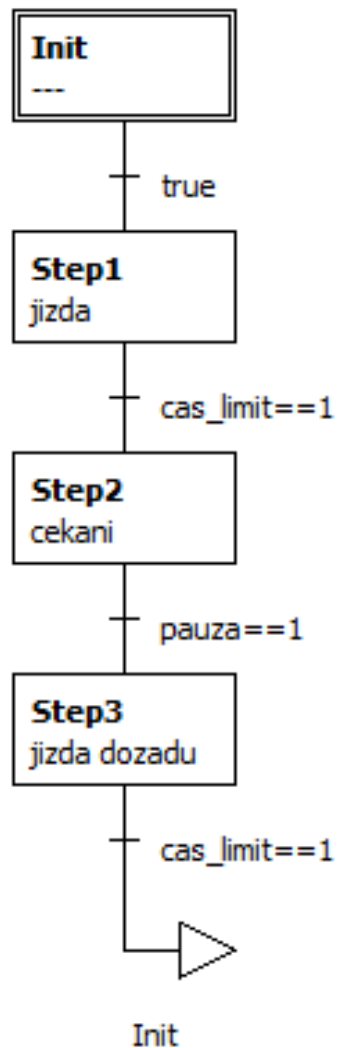 Init
---
true
Step1
jizda
cas_limit==1
Step2
cekani
pauza==1
Step3
jizda dozadu
cas_limit==1
Init